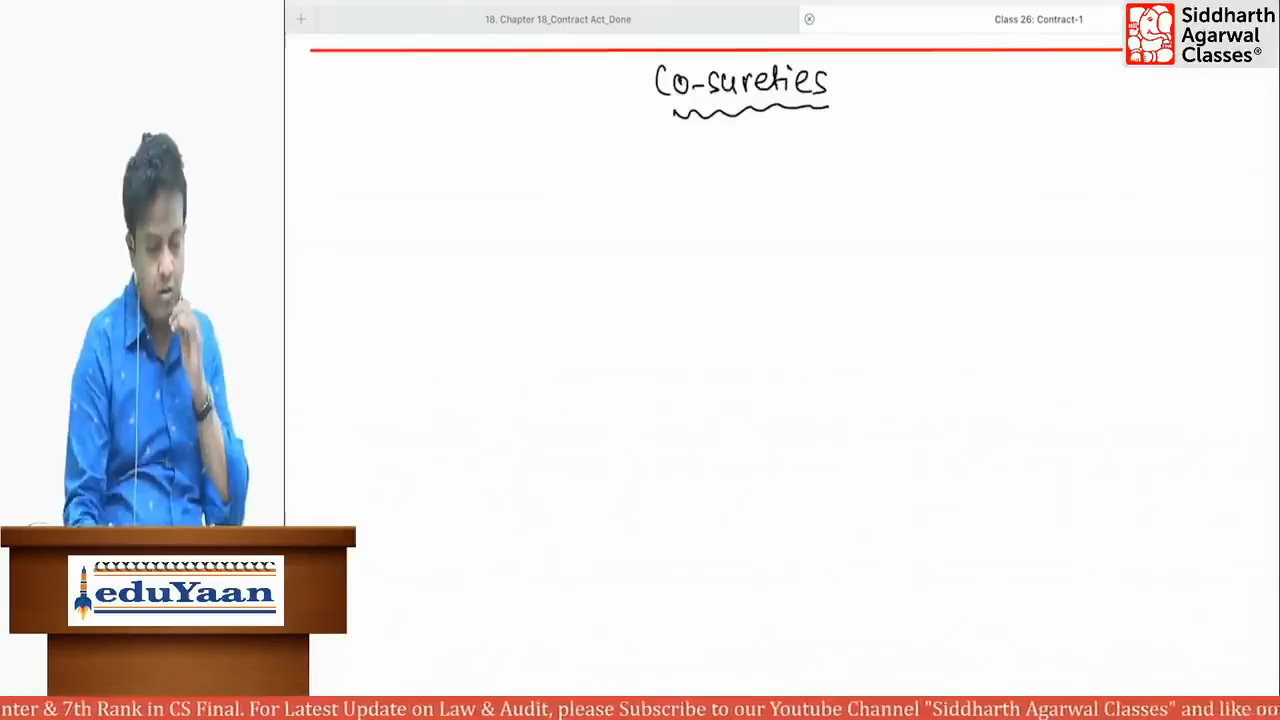 18. Chapter 18_Contract Act_Done
Class 26: Contract-1
Siddharth
Agarwal
Classes®
Co-sureties
eduYaan
nter & 7th Rank in CS Final. For Latest Update on Law & Audit, please Subscribe to our Youtube Channel "Siddharth Agarwal Classes" and like ou